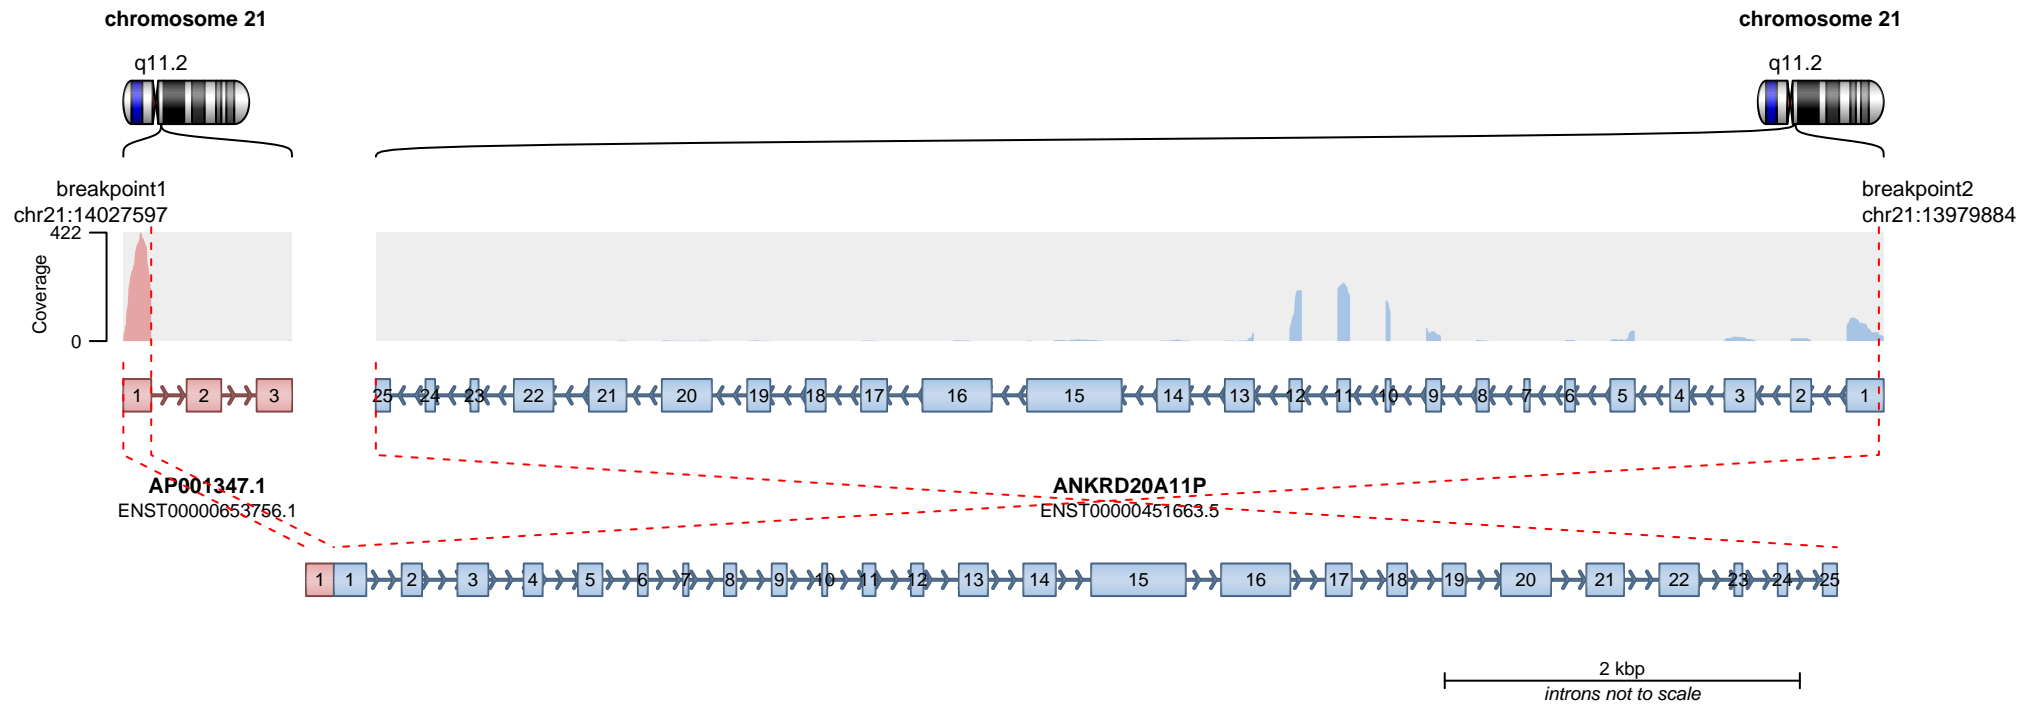 chromosome 21 chromosome 21
q11.2 q11.2
breakpoint1 breakpoint2
chr21:14027597 chr21:13979884
422
Coverage
0
1 2 3 25 24 23 22 21 20 19 18 17 16 15 14 13 12 11 10 9 8 7 6 5 4 3 2 1
AP001347.1 ANKRD20A11P
ENST00000653756.1 ENST00000451663.5
1 1 2 3 4 5 6 7 8 9 10 11 12 13 14 15 16 17 18 19 20 21 22 23 24 25
2 kbp
introns not to scale